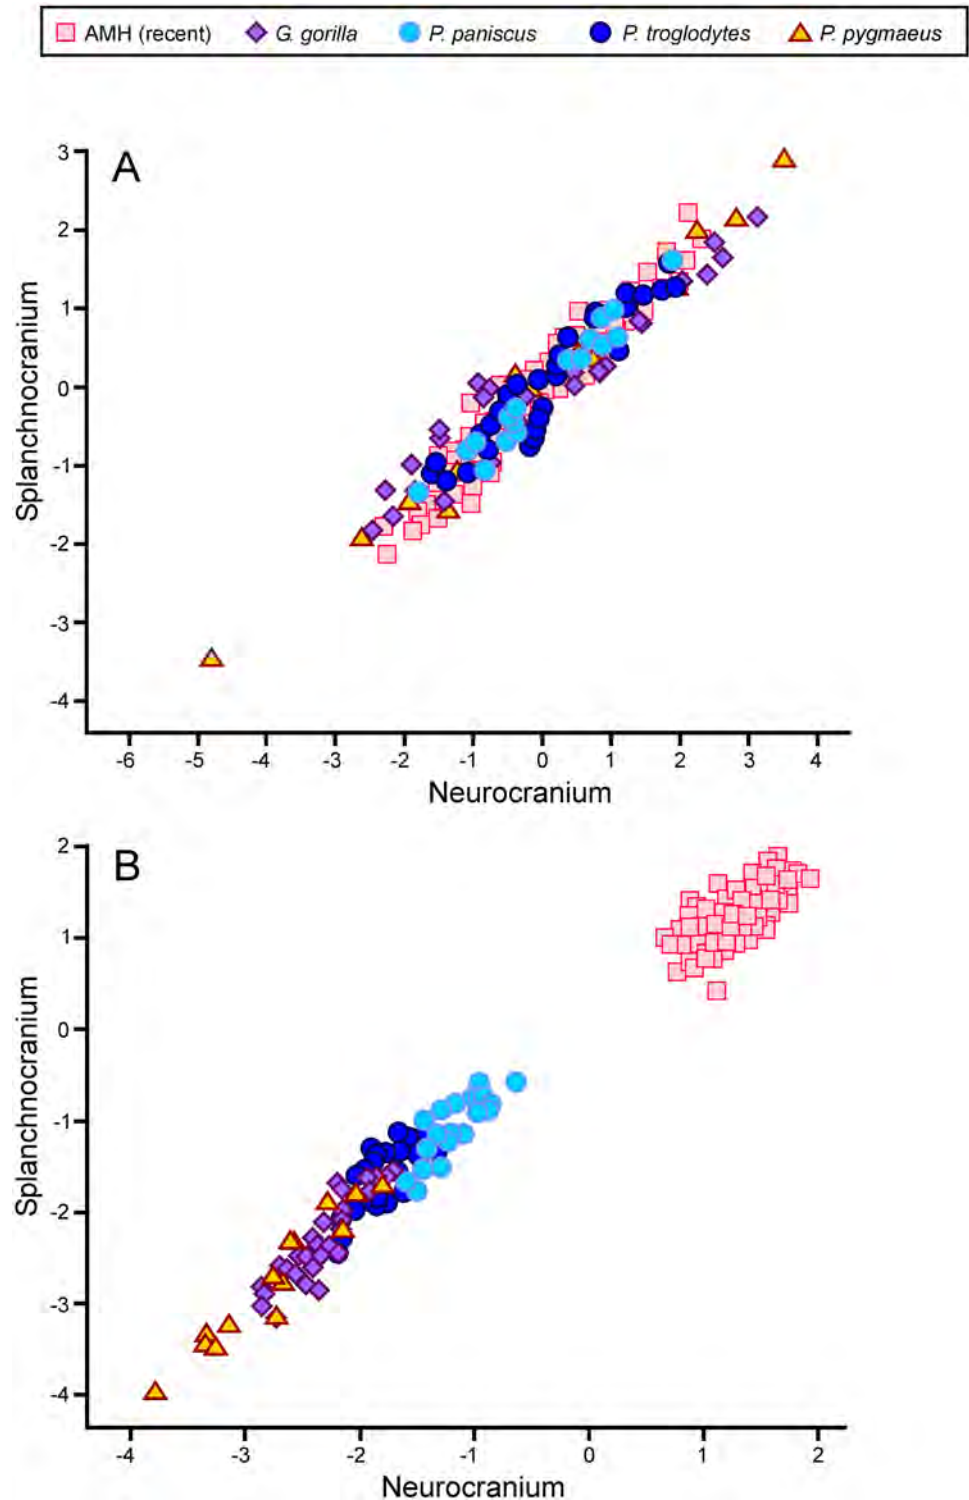 AMH (recent) G. gorilla P. paniscus P. troglodytes P. pygmaeus
A
3
2
1
0
-1
-2
-3
-4
Splanchnocranium
-6 -5 -4 -3 -2 -1 0 1 2 3 4
Neurocranium
B
2
1
0
-1
-2
-3
-4
Splanchnocranium
-4 -3 -2 -1 0 1 2
Neurocranium